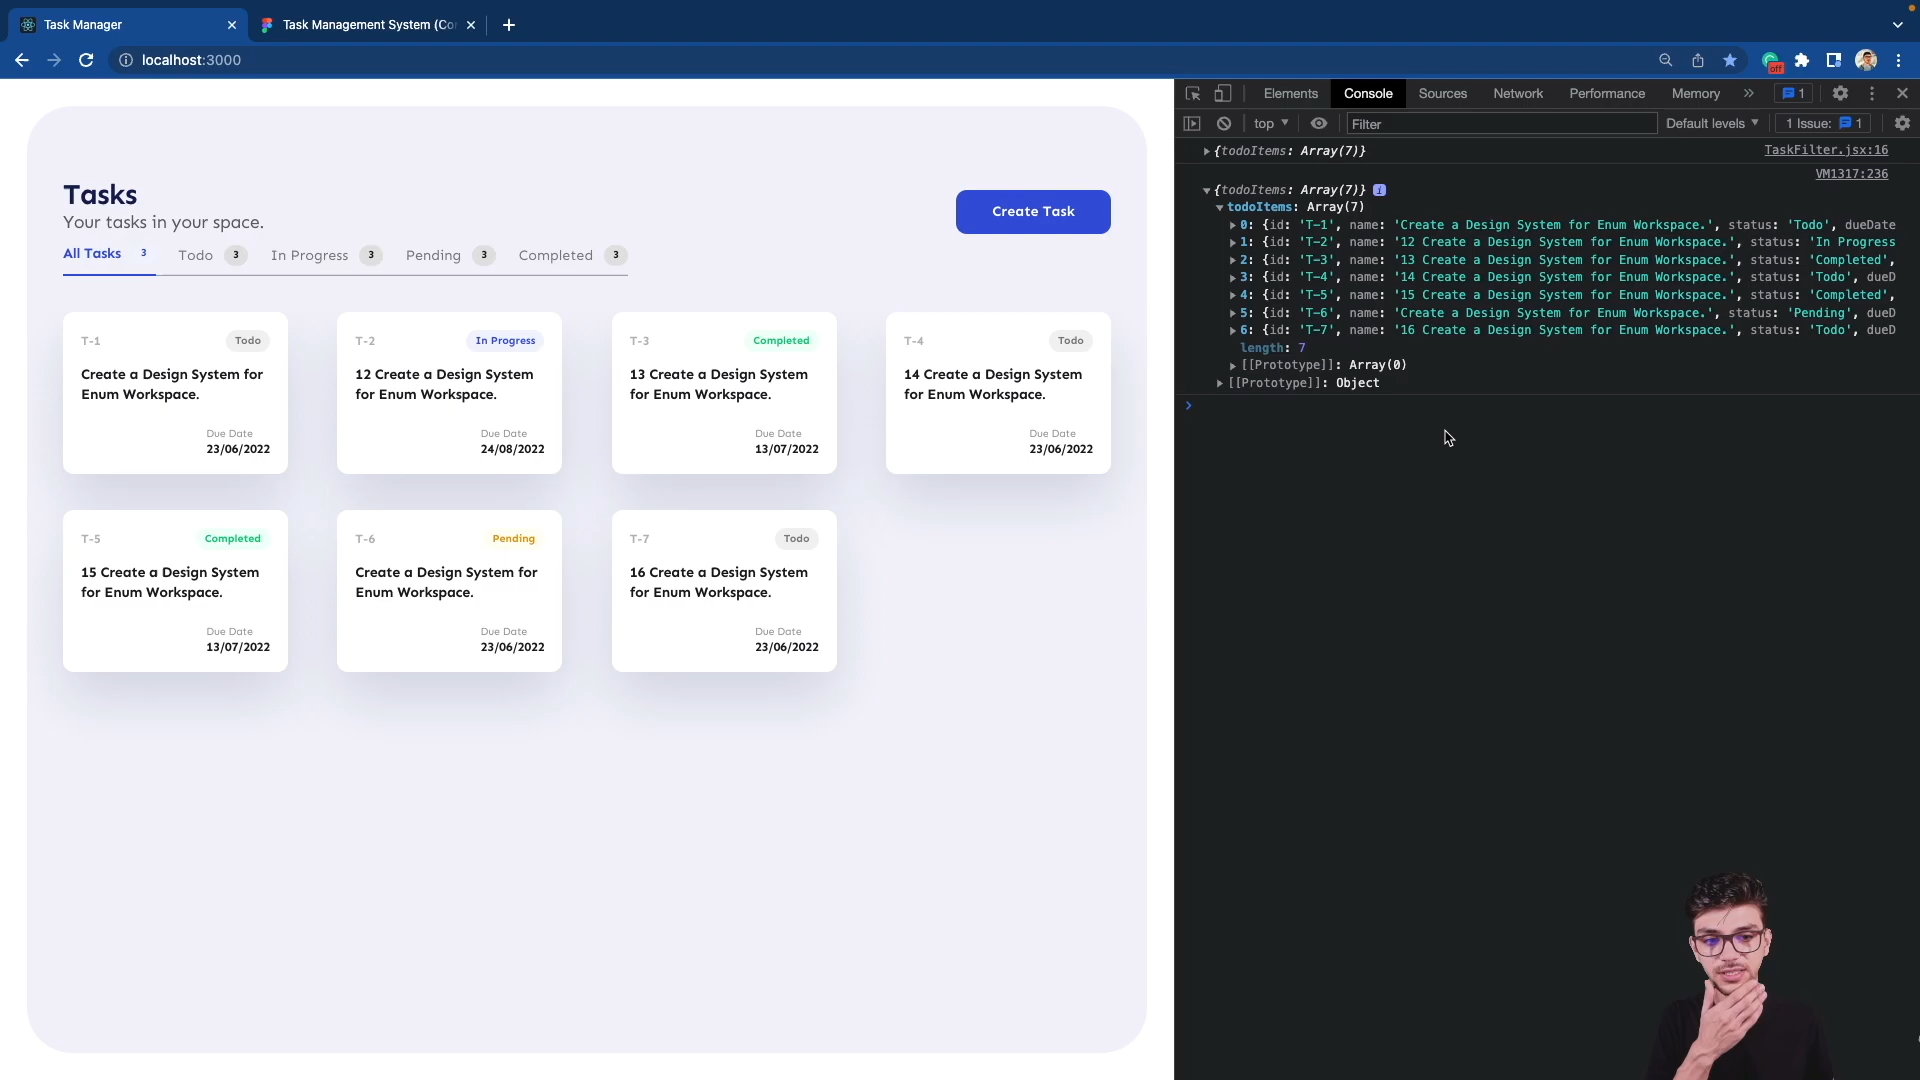 Task Manager
Task Management System (Co
localhost:3000
off
Elements Console Sources Network Performance Memory 1
top Filter Default levels 1 Issue: 1
{todoItems: Array(7)} TaskFilter.jsx:16
VM1317:236
{todoItems: Array(7)} i
todoItems: Array(7)
0: {id: 'T-1', name: 'Create a Design System for Enum Workspace.', status: 'Todo', dueDate
1: {id: 'T-2', name: '12 Create a Design System for Enum Workspace.', status: 'In Progress
2: {id: 'T-3', name: '13 Create a Design System for Enum Workspace.', status: 'Completed',
3: {id: 'T-4', name: '14 Create a Design System for Enum Workspace.', status: 'Todo', dueD
4: {id: 'T-5', name: '15 Create a Design System for Enum Workspace.', status: 'Completed',
5: {id: 'T-6', name: 'Create a Design System for Enum Workspace.', status: 'Pending', dueD
6: {id: 'T-7', name: '16 Create a Design System for Enum Workspace.', status: 'Todo', dueD
length: 7
[[Prototype]]: Array(0)
[[Prototype]]: Object
Tasks
Your tasks in your space.
Create Task
All Tasks 3 Todo 3 In Progress 3 Pending 3 Completed 3
T-1 Todo
Create a Design System for
Enum Workspace.
Due Date
23/06/2022
T-2 In Progress
12 Create a Design System
for Enum Workspace.
Due Date
24/08/2022
T-3 Completed
13 Create a Design System
for Enum Workspace.
Due Date
13/07/2022
T-4 Todo
14 Create a Design System
for Enum Workspace.
Due Date
23/06/2022
T-5 Completed
15 Create a Design System
for Enum Workspace.
Due Date
13/07/2022
T-6 Pending
Create a Design System for
Enum Workspace.
Due Date
23/06/2022
T-7 Todo
16 Create a Design System
for Enum Workspace.
Due Date
23/06/2022